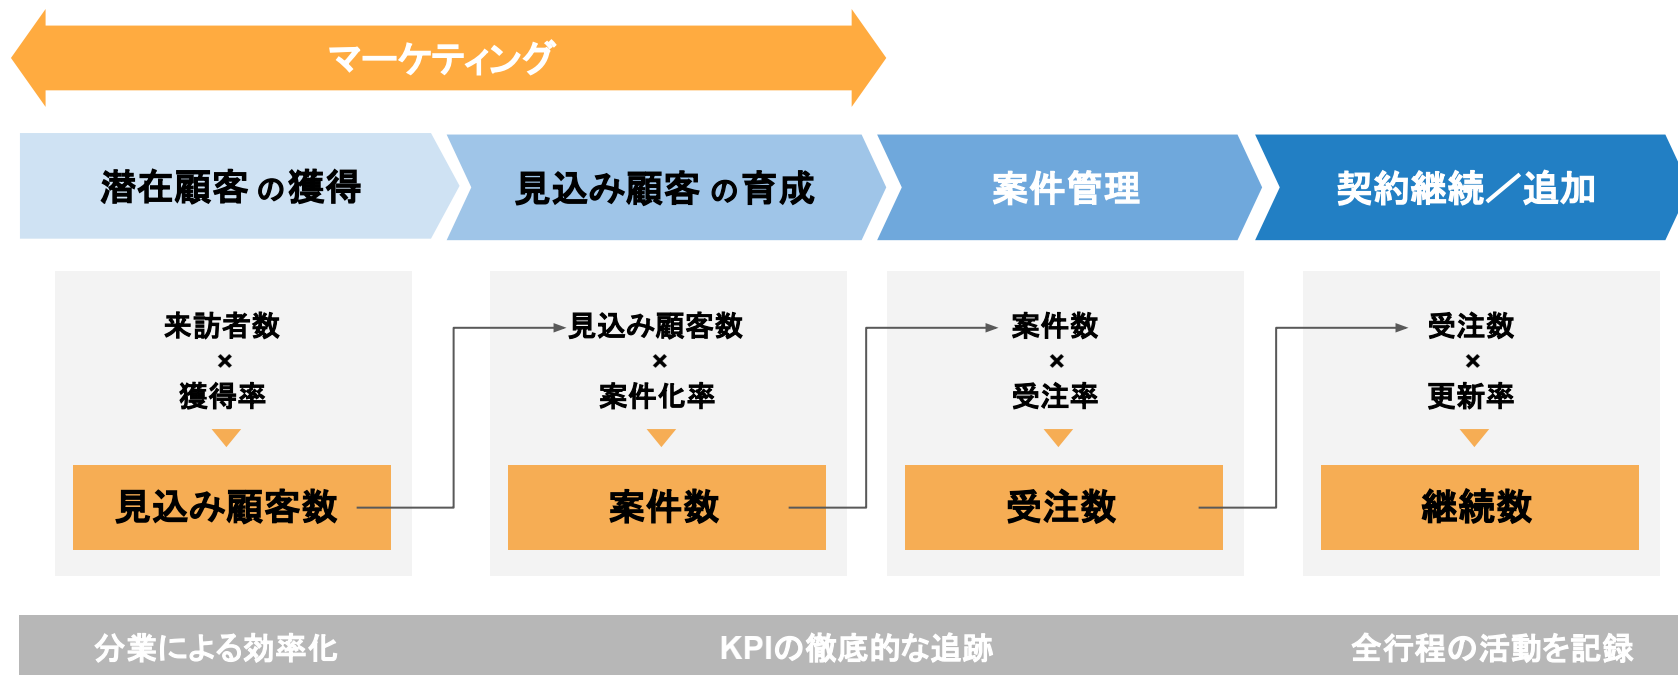 マーケティング
潜在顧客 の獲得
見込み顧客 の育成
案件管理
契約継続／追加
来訪者数
×
獲得率
見込み顧客数
見込み顧客数
×
案件化率
案件数
案件数
×
受注率
受注数
受注数
×
更新率
継続数
分業による効率化
KPIの徹底的な追跡
全行程の活動を記録